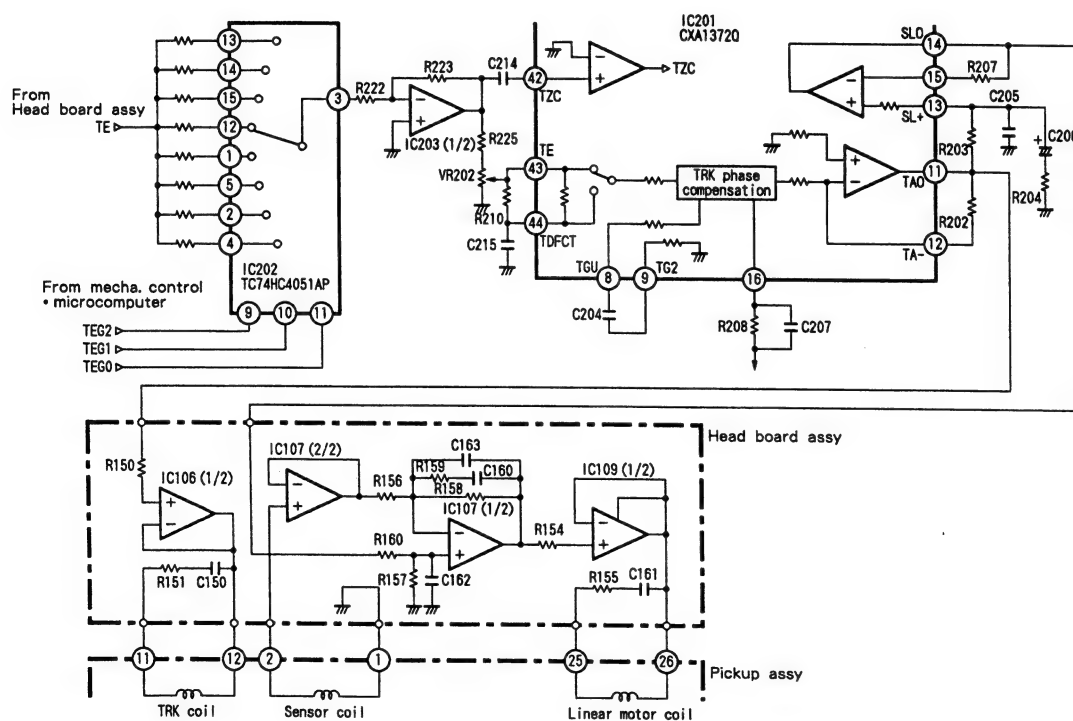 IC201
CXA1372Q
13
14
15
12
1
5
2
4
3
From
Head board assy
TE
R222
R223
C214
42
TZC
TZC
IC203 (1/2)
R225
VR202
R210
C215
TE
43
44
TDFCT
TRK phase
compensation
SLO
14
R207
15
13
SL+
C205
R203
11
TAO
R202
R204
12
TA-
TGU
8
9
TG2
16
C204
R208
C207
IC202
TC74HC4051AP
From mecha. control
• microcomputer
9
10
11
TEG2
TEG1
TEG0
Head board assy
R150
IC106 (1/2)
R151
C150
IC107 (2/2)
R156
C163
R159
C160
R158
IC107 (1/2)
R160
R157
C162
R154
IC109 (1/2)
R155
C161
11
12
2
1
25
26
Pickup assy
TRK coil
Sensor coil
Linear motor coil